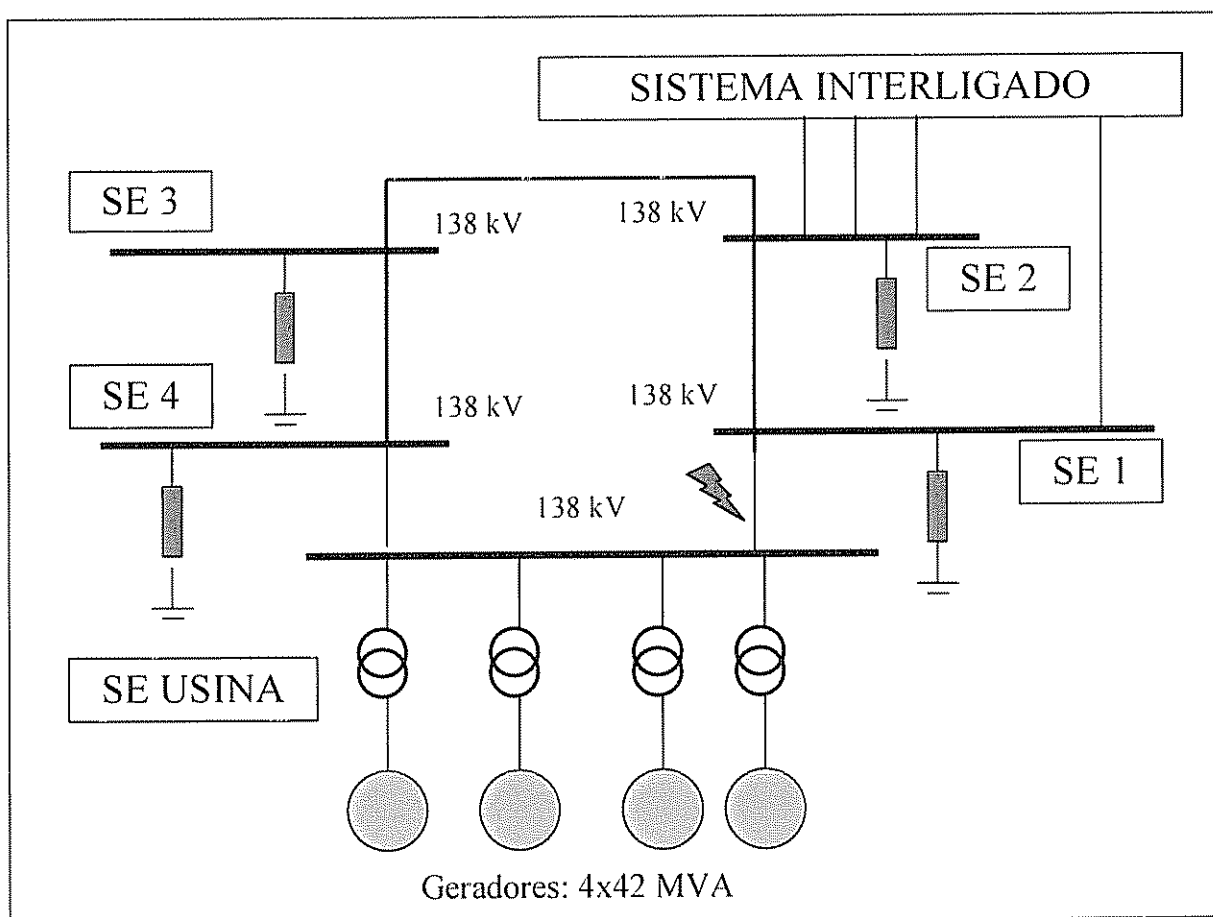 SISTEMA INTERLIGADO
SE 3
138 kV
138 kV
SE 2
SE 4
138 kV
138 kV
SE 1
138 kV
SE USINA
Geradores: 4x42 MVA